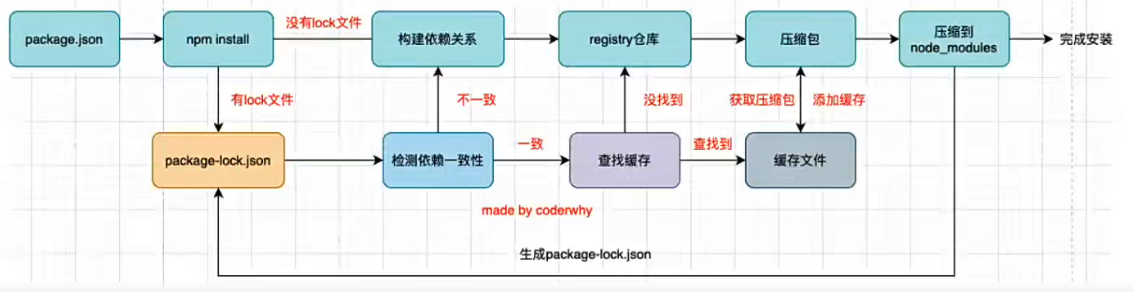 package.json
npm install
没有lock文件
构建依赖关系
registry仓库
压缩包
压缩到
node_modules
完成安装
有lock文件
不一致
没找到
获取压缩包
添加缓存
package-lock.json
检测依赖一致性
一致
查找缓存
查找到
缓存文件
made by coderwhy
生成package-lock.json